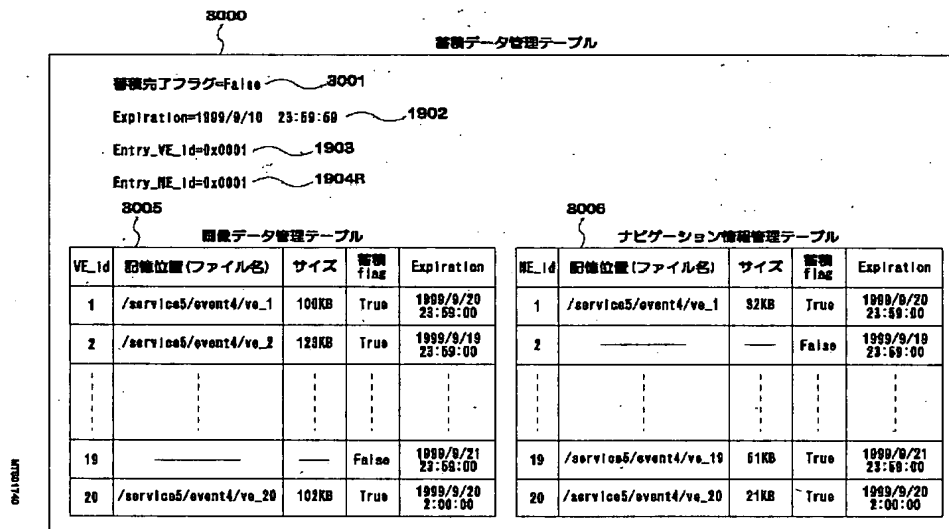 3000
蓄積データ管理テーブル
蓄積完了フラグ=False 3001
Expiration=1999/9/10 23:59:59 1902
Entry_VE_id=0x0001 1903
Entry_NE_id=0x0001 1904R
3005
画像データ管理テーブル
VE_id 記憶位置(ファイル名) サイズ 蓄積flag Expiration
1 /service5/event4/ve_1 100KB True 1999/9/20 23:59:00
2 /service5/event4/ve_2 123KB True 1999/9/19 23:59:00
19 ——— — False 1999/9/21 23:59:00
20 /service5/event4/ve_20 102KB True 1999/9/20 2:00:00
3006
ナビゲーション情報管理テーブル
NE_id 記憶位置(ファイル名) サイズ 蓄積flag Expiration
1 /service5/event4/ve_1 32KB True 1999/9/20 23:59:00
2 ——— — False 1999/9/19 23:59:00
19 /service5/event4/ve_19 51KB True 1999/9/21 23:59:00
20 /service5/event4/ve_20 21KB True 1999/9/20 2:00:00